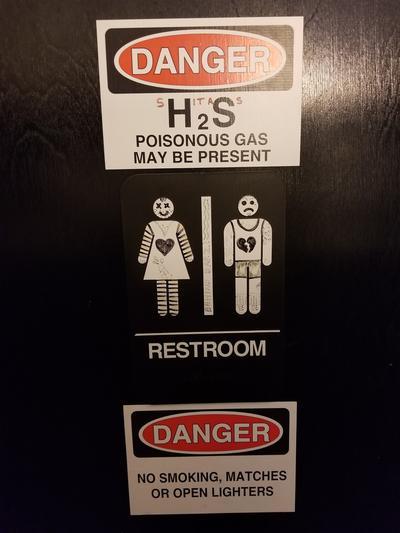 DANGER
H2S
POISONOUS GAS
MAY BE PRESENT
RESTROOM
DANGER
NO SMOKING, MATCHES
OR OPEN LIGHTERS